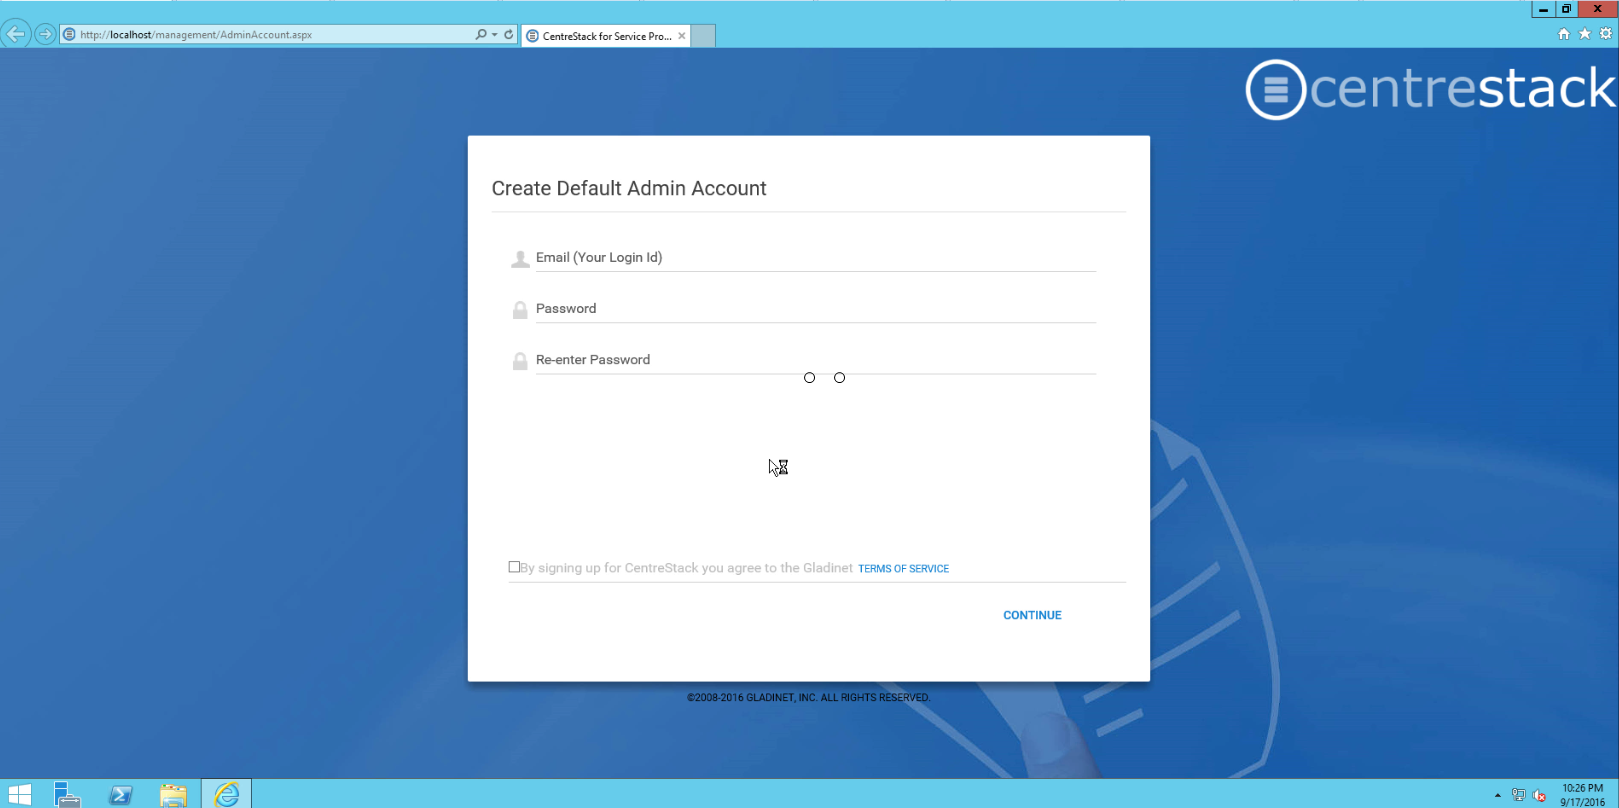 http://localhost/management/AdminAccount.aspx
CentreStack for Service Pro...
centrestack
Create Default Admin Account
Email (Your Login Id)
Password
Re-enter Password
By signing up for CentreStack you agree to the Gladinet TERMS OF SERVICE
CONTINUE
©2008-2016 GLADINET, INC. ALL RIGHTS RESERVED.
10:26 PM
9/17/2016